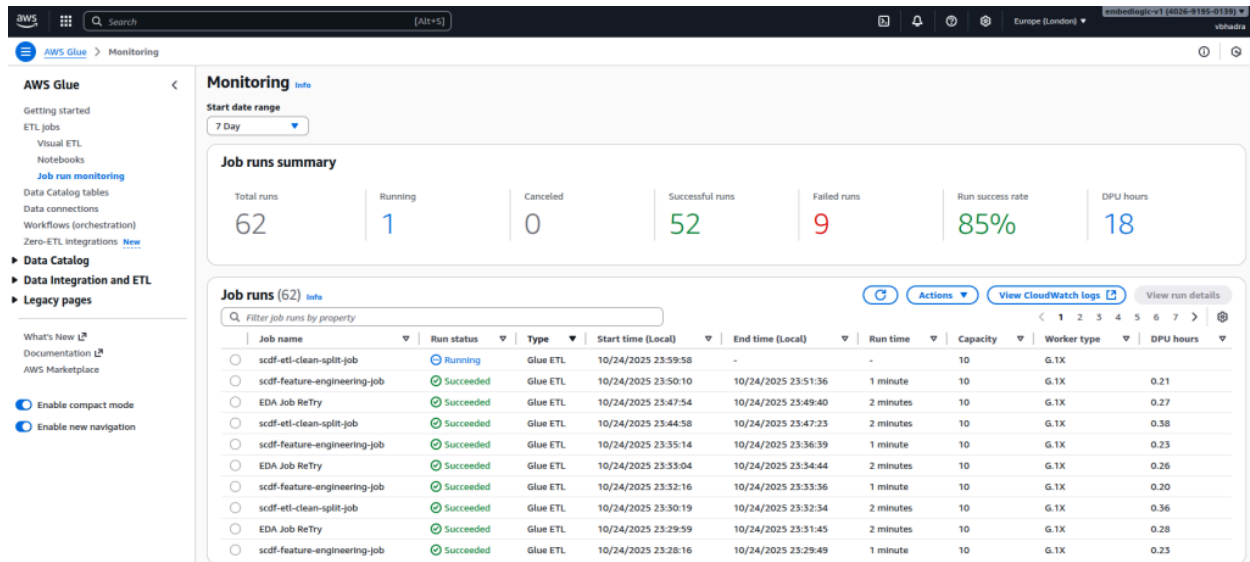 aws Search [Alt+S] Europe (London) embedlogic-v1 (4026-9195-0139)
vbhadra
AWS Glue > Monitoring
AWS Glue
Getting started
ETL jobs
Visual ETL
Notebooks
Job run monitoring
Data Catalog tables
Data connections
Workflows (orchestration)
Zero-ETL integrations New
Data Catalog
Data Integration and ETL
Legacy pages
What's New
Documentation
AWS Marketplace
Enable compact mode
Enable new navigation
Monitoring Info
Start date range
7 Day
Job runs summary
Total runs Running Canceled Successful runs Failed runs Run success rate DPU hours
62 1 0 52 9 85% 18
Job runs (62) Info Actions View CloudWatch logs View run details
Filter job runs by property 1 2 3 4 5 6 7
Job name Run status Type Start time (Local) End time (Local) Run time Capacity Worker type DPU hours
scdf-etl-clean-split-job Running Glue ETL 10/24/2025 23:59:58 - - 10 G.1X
scdf-feature-engineering-job Succeeded Glue ETL 10/24/2025 23:50:10 10/24/2025 23:51:36 1 minute 10 G.1X 0.21
EDA Job ReTry Succeeded Glue ETL 10/24/2025 23:47:54 10/24/2025 23:49:40 2 minutes 10 G.1X 0.27
scdf-etl-clean-split-job Succeeded Glue ETL 10/24/2025 23:44:58 10/24/2025 23:47:23 2 minutes 10 G.1X 0.38
scdf-feature-engineering-job Succeeded Glue ETL 10/24/2025 23:35:14 10/24/2025 23:36:39 1 minute 10 G.1X 0.23
EDA Job ReTry Succeeded Glue ETL 10/24/2025 23:33:04 10/24/2025 23:34:44 2 minutes 10 G.1X 0.26
scdf-feature-engineering-job Succeeded Glue ETL 10/24/2025 23:32:16 10/24/2025 23:33:36 1 minute 10 G.1X 0.20
scdf-etl-clean-split-job Succeeded Glue ETL 10/24/2025 23:30:19 10/24/2025 23:32:34 2 minutes 10 G.1X 0.36
EDA Job ReTry Succeeded Glue ETL 10/24/2025 23:29:59 10/24/2025 23:31:45 2 minutes 10 G.1X 0.28
scdf-feature-engineering-job Succeeded Glue ETL 10/24/2025 23:28:16 10/24/2025 23:29:49 1 minute 10 G.1X 0.23